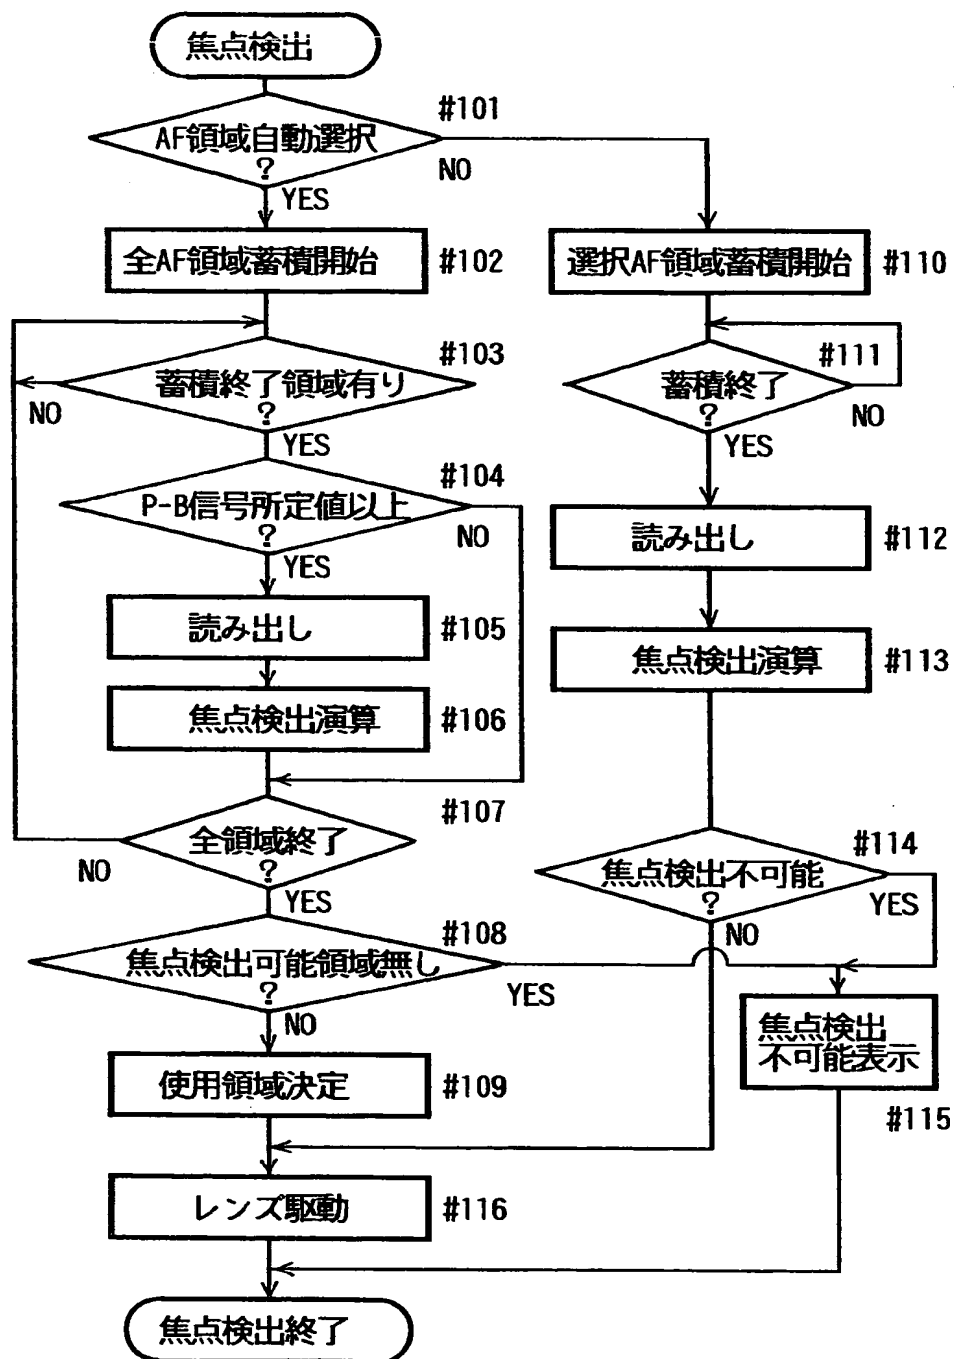 焦点検出
#101
AF領域自動選択
?
NO
YES
全AF領域蓄積開始
#102
#103
蓄積終了領域有り
?
NO
YES
#104
P-B信号所定値以上
?
NO
YES
読み出し
#105
焦点検出演算
#106
#107
全領域終了
?
NO
YES
#108
焦点検出可能領域無し
?
YES
NO
使用領域決定
#109
選択AF領域蓄積開始
#110
#111
蓄積終了
?
NO
YES
読み出し
#112
焦点検出演算
#113
#114
焦点検出不可能
?
YES
NO
焦点検出
不可能表示
#115
レンズ駆動
#116
焦点検出終了